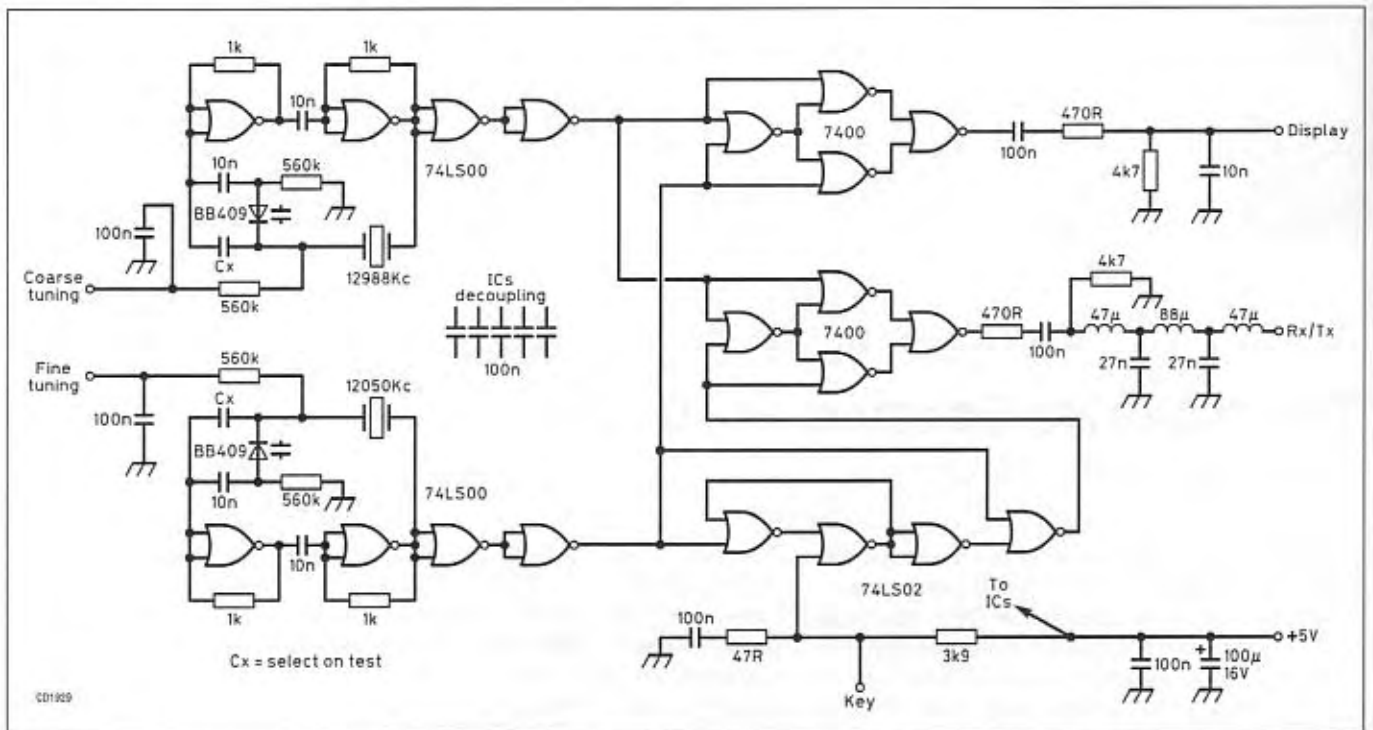 1k
1k
10n
10n
560k
74LS00
BB409
100n
Cx
Coarse
tuning
560k
12988Kc
ICs
decoupling
100n
7400
100n
470R
Display
4k7
10n
7400
470R
100n
4k7
47µ
88µ
47µ
Rx/Tx
27n
27n
Fine
tuning
560k
12050Kc
100n
Cx
BB409
10n
560k
74LS00
10n
1k
1k
Cx = select on test
74LS02
To
ICs
100n
47R
3k9
Key
+5V
100n
+
100µ
16V
CD1929